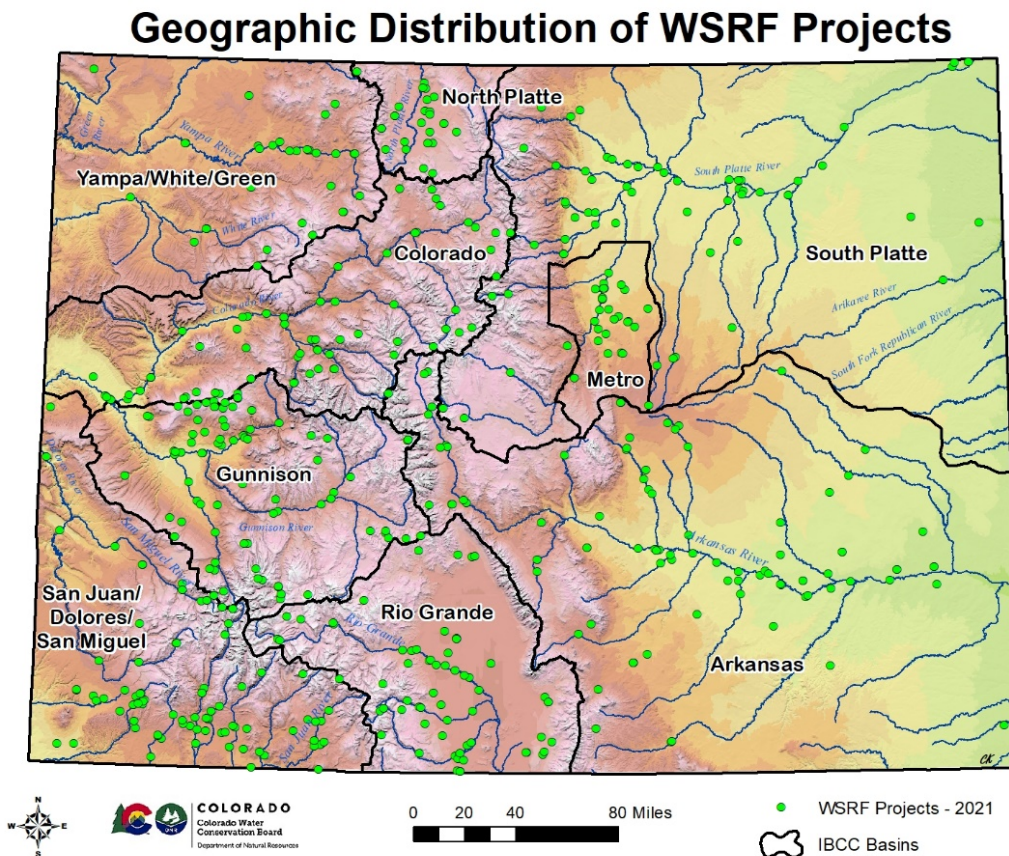 Geographic Distribution of WSRF Projects
North Platte
Green
River
Yampa River
South Platte River
Yampa/White/Green
White River
Colorado
South Platte
Colorado River
Arikaree River
South Fork Republican River
Metro
Gunnison
Gunnison River
San Miguel River
Arkansas River
San Juan/
Dolores/
San Miguel
Rio Grande
Rio Grande
Arkansas
San Juan River
CK
N
W
E
S
COLORADO
Colorado Water
Conservation Board
Department of Natural Resources
0 20 40 80 Miles
WSRF Projects - 2021
IBCC Basins